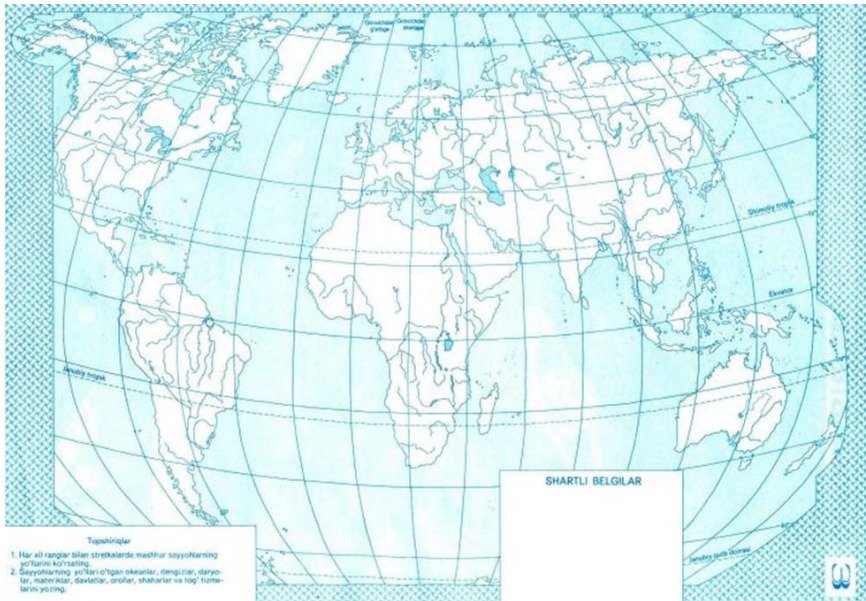 Grinvichdan
g'arbga
Grinvichdan
sharqqa
Shimoliy tropik
Ekvator
Janubiy tropik
Janubiy qutb doirasi
SHARTLI BELGILAR
Topshiriqlar
1. Har xil ranglar bilan strelkalarda mashhur sayyohlarning
yo'llarini ko'rsating.
2. Sayyohlarning yo'llari o'tgan okeanlar, dengizlar, daryo-
lar, materiklar, davlatlar, orollar, shaharlar va tog' tizma-
larini yozing.